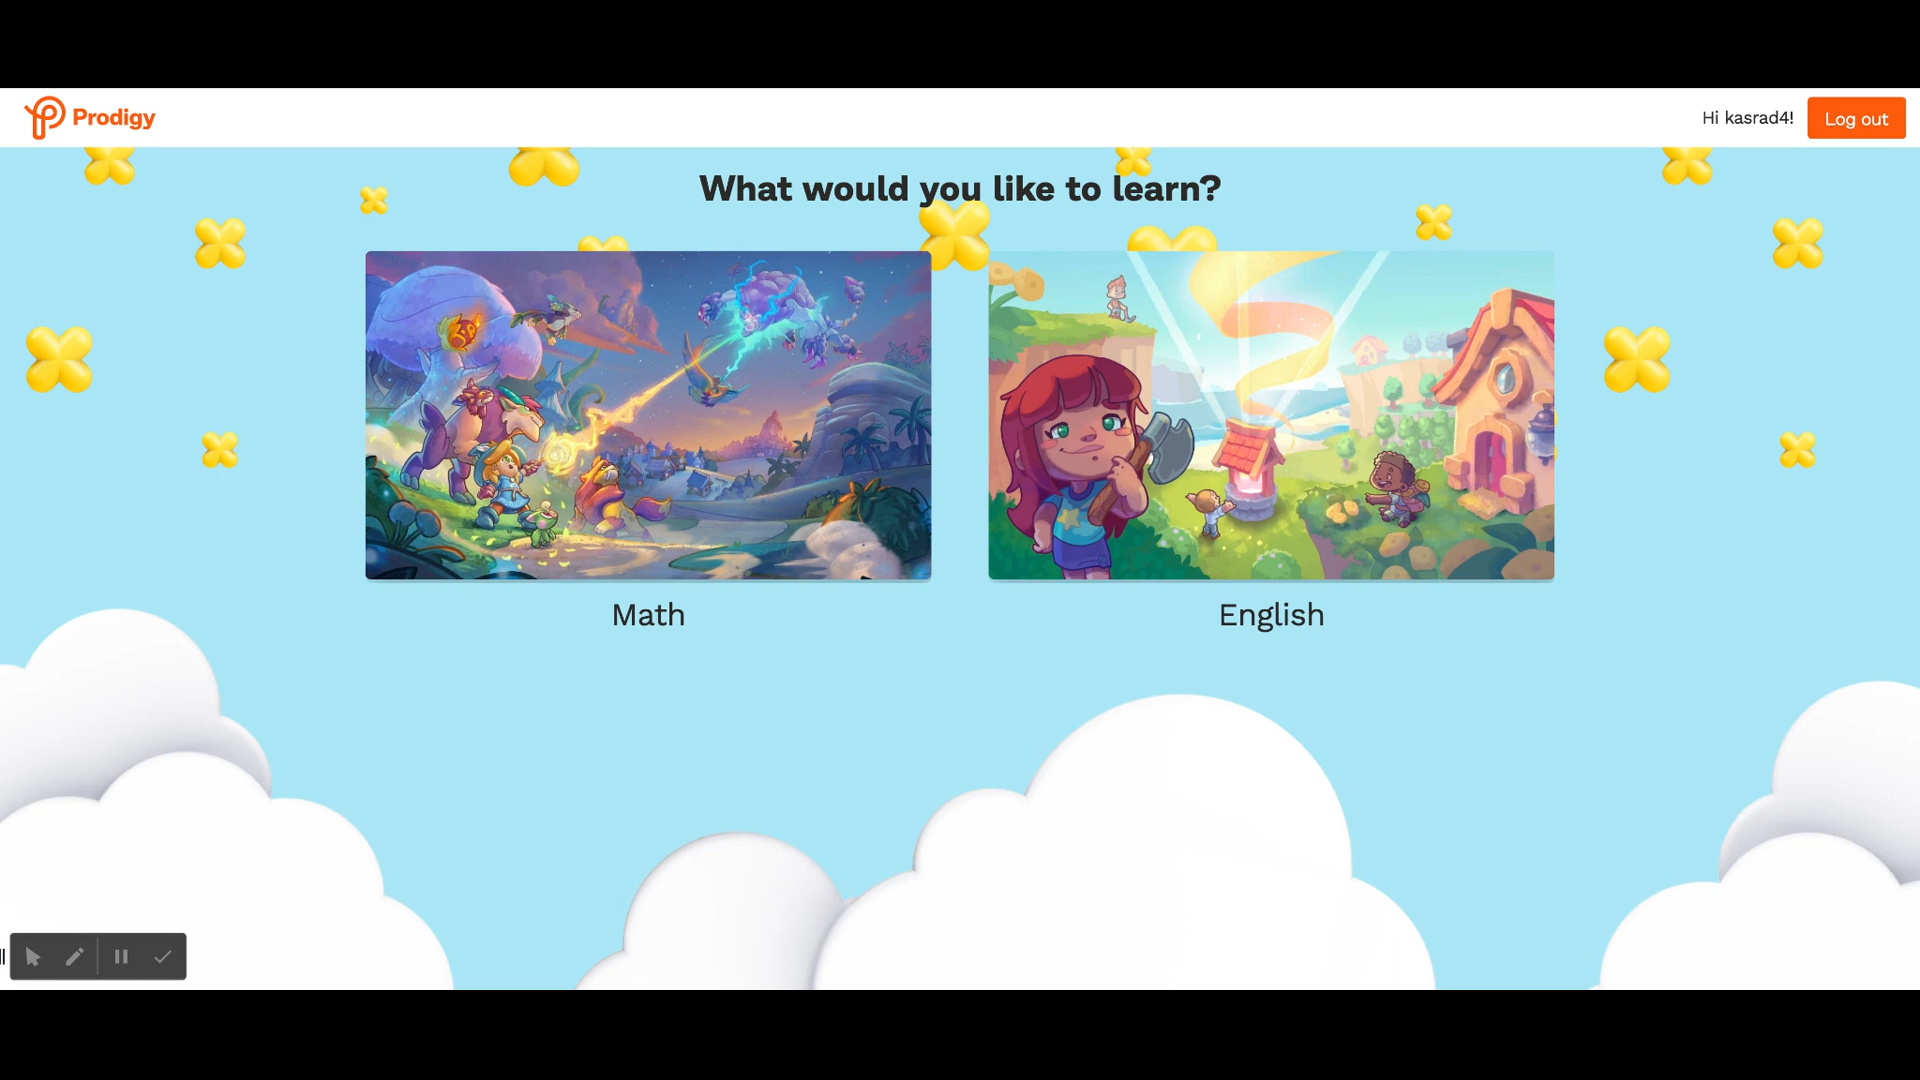 Prodigy
Hi kasrad4!
Log out
What would you like to learn?
Math
English